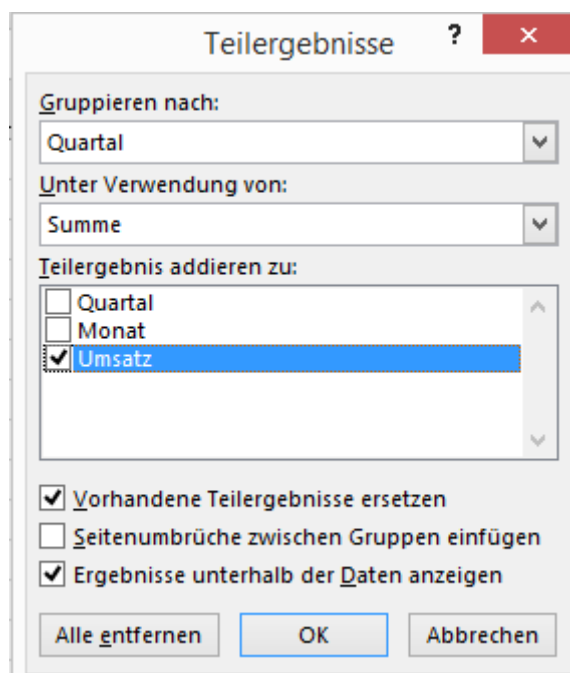 Teilergebnisse ?
Gruppieren nach:
Quartal
Unter Verwendung von:
Summe
Teilergebnis addieren zu:
Quartal
Monat
Umsatz
Vorhandene Teilergebnisse ersetzen
Seitenumbrüche zwischen Gruppen einfügen
Ergebnisse unterhalb der Daten anzeigen
Alle entfernen OK Abbrechen